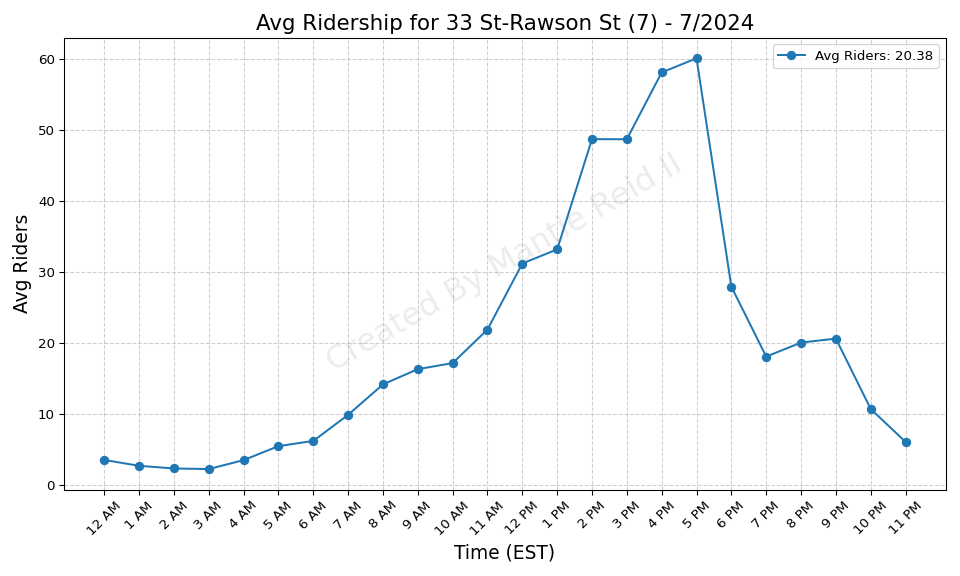 Avg Ridership for 33 St-Rawson St (7) - 7/2024
Avg Riders: 20.38
60
50
40
30
20
10
0
Avg Riders
Created By Mantie Reid II
12 AM
1 AM
2 AM
3 AM
4 AM
5 AM
6 AM
7 AM
8 AM
9 AM
10 AM
11 AM
12 PM
1 PM
2 PM
3 PM
4 PM
5 PM
6 PM
7 PM
8 PM
9 PM
10 PM
11 PM
Time (EST)